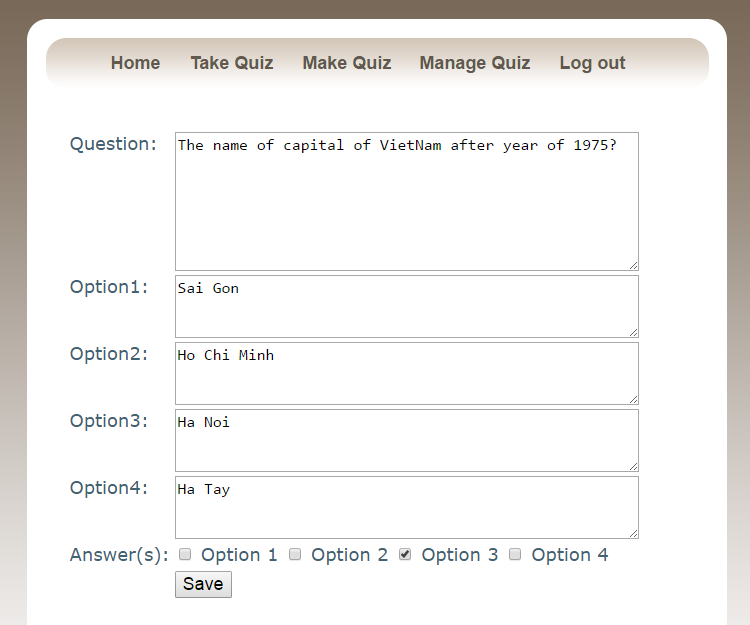 Home Take Quiz Make Quiz Manage Quiz Log out
Question: The name of capital of VietNam after year of 1975?
Option1: Sai Gon
Option2: Ho Chi Minh
Option3: Ha Noi
Option4: Ha Tay
Answer(s): Option 1 Option 2 Option 3 Option 4
Save